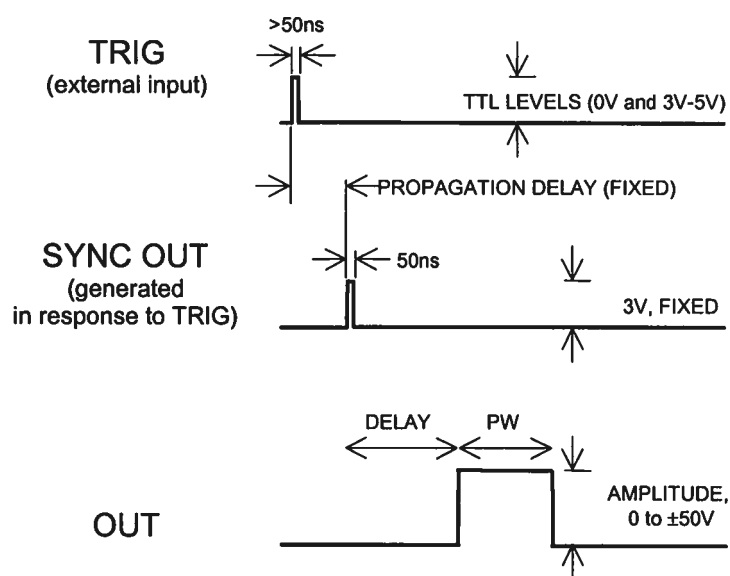 >50ns
TRIG
(external input)
TTL LEVELS (0V and 3V-5V)
PROPAGATION DELAY (FIXED)
SYNC OUT
(generated
in response to TRIG)
50ns
3V, FIXED
DELAY
PW
OUT
AMPLITUDE,
0 to ±50V